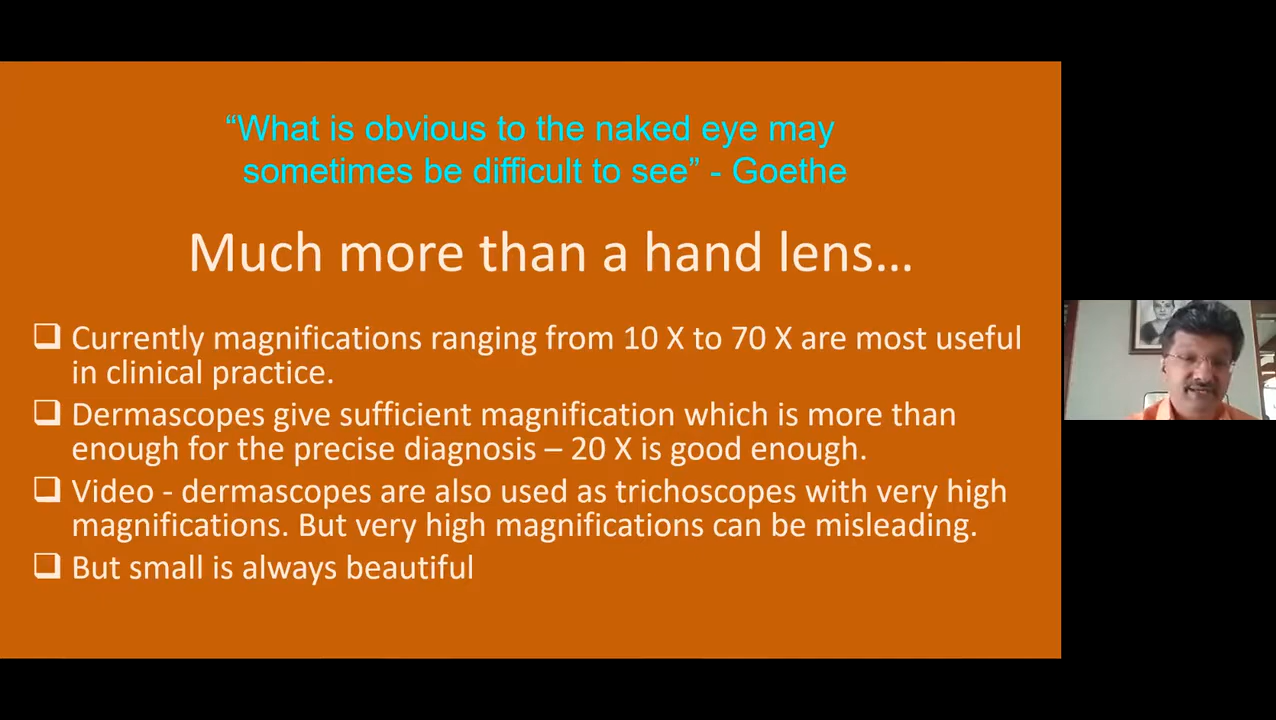 “What is obvious to the naked eye may
sometimes be difficult to see” - Goethe
Much more than a hand lens...
❑ Currently magnifications ranging from 10 X to 70 X are most useful
in clinical practice.
❑ Dermascopes give sufficient magnification which is more than
enough for the precise diagnosis – 20 X is good enough.
❑ Video - dermascopes are also used as trichoscopes with very high
magnifications. But very high magnifications can be misleading.
❑ But small is always beautiful